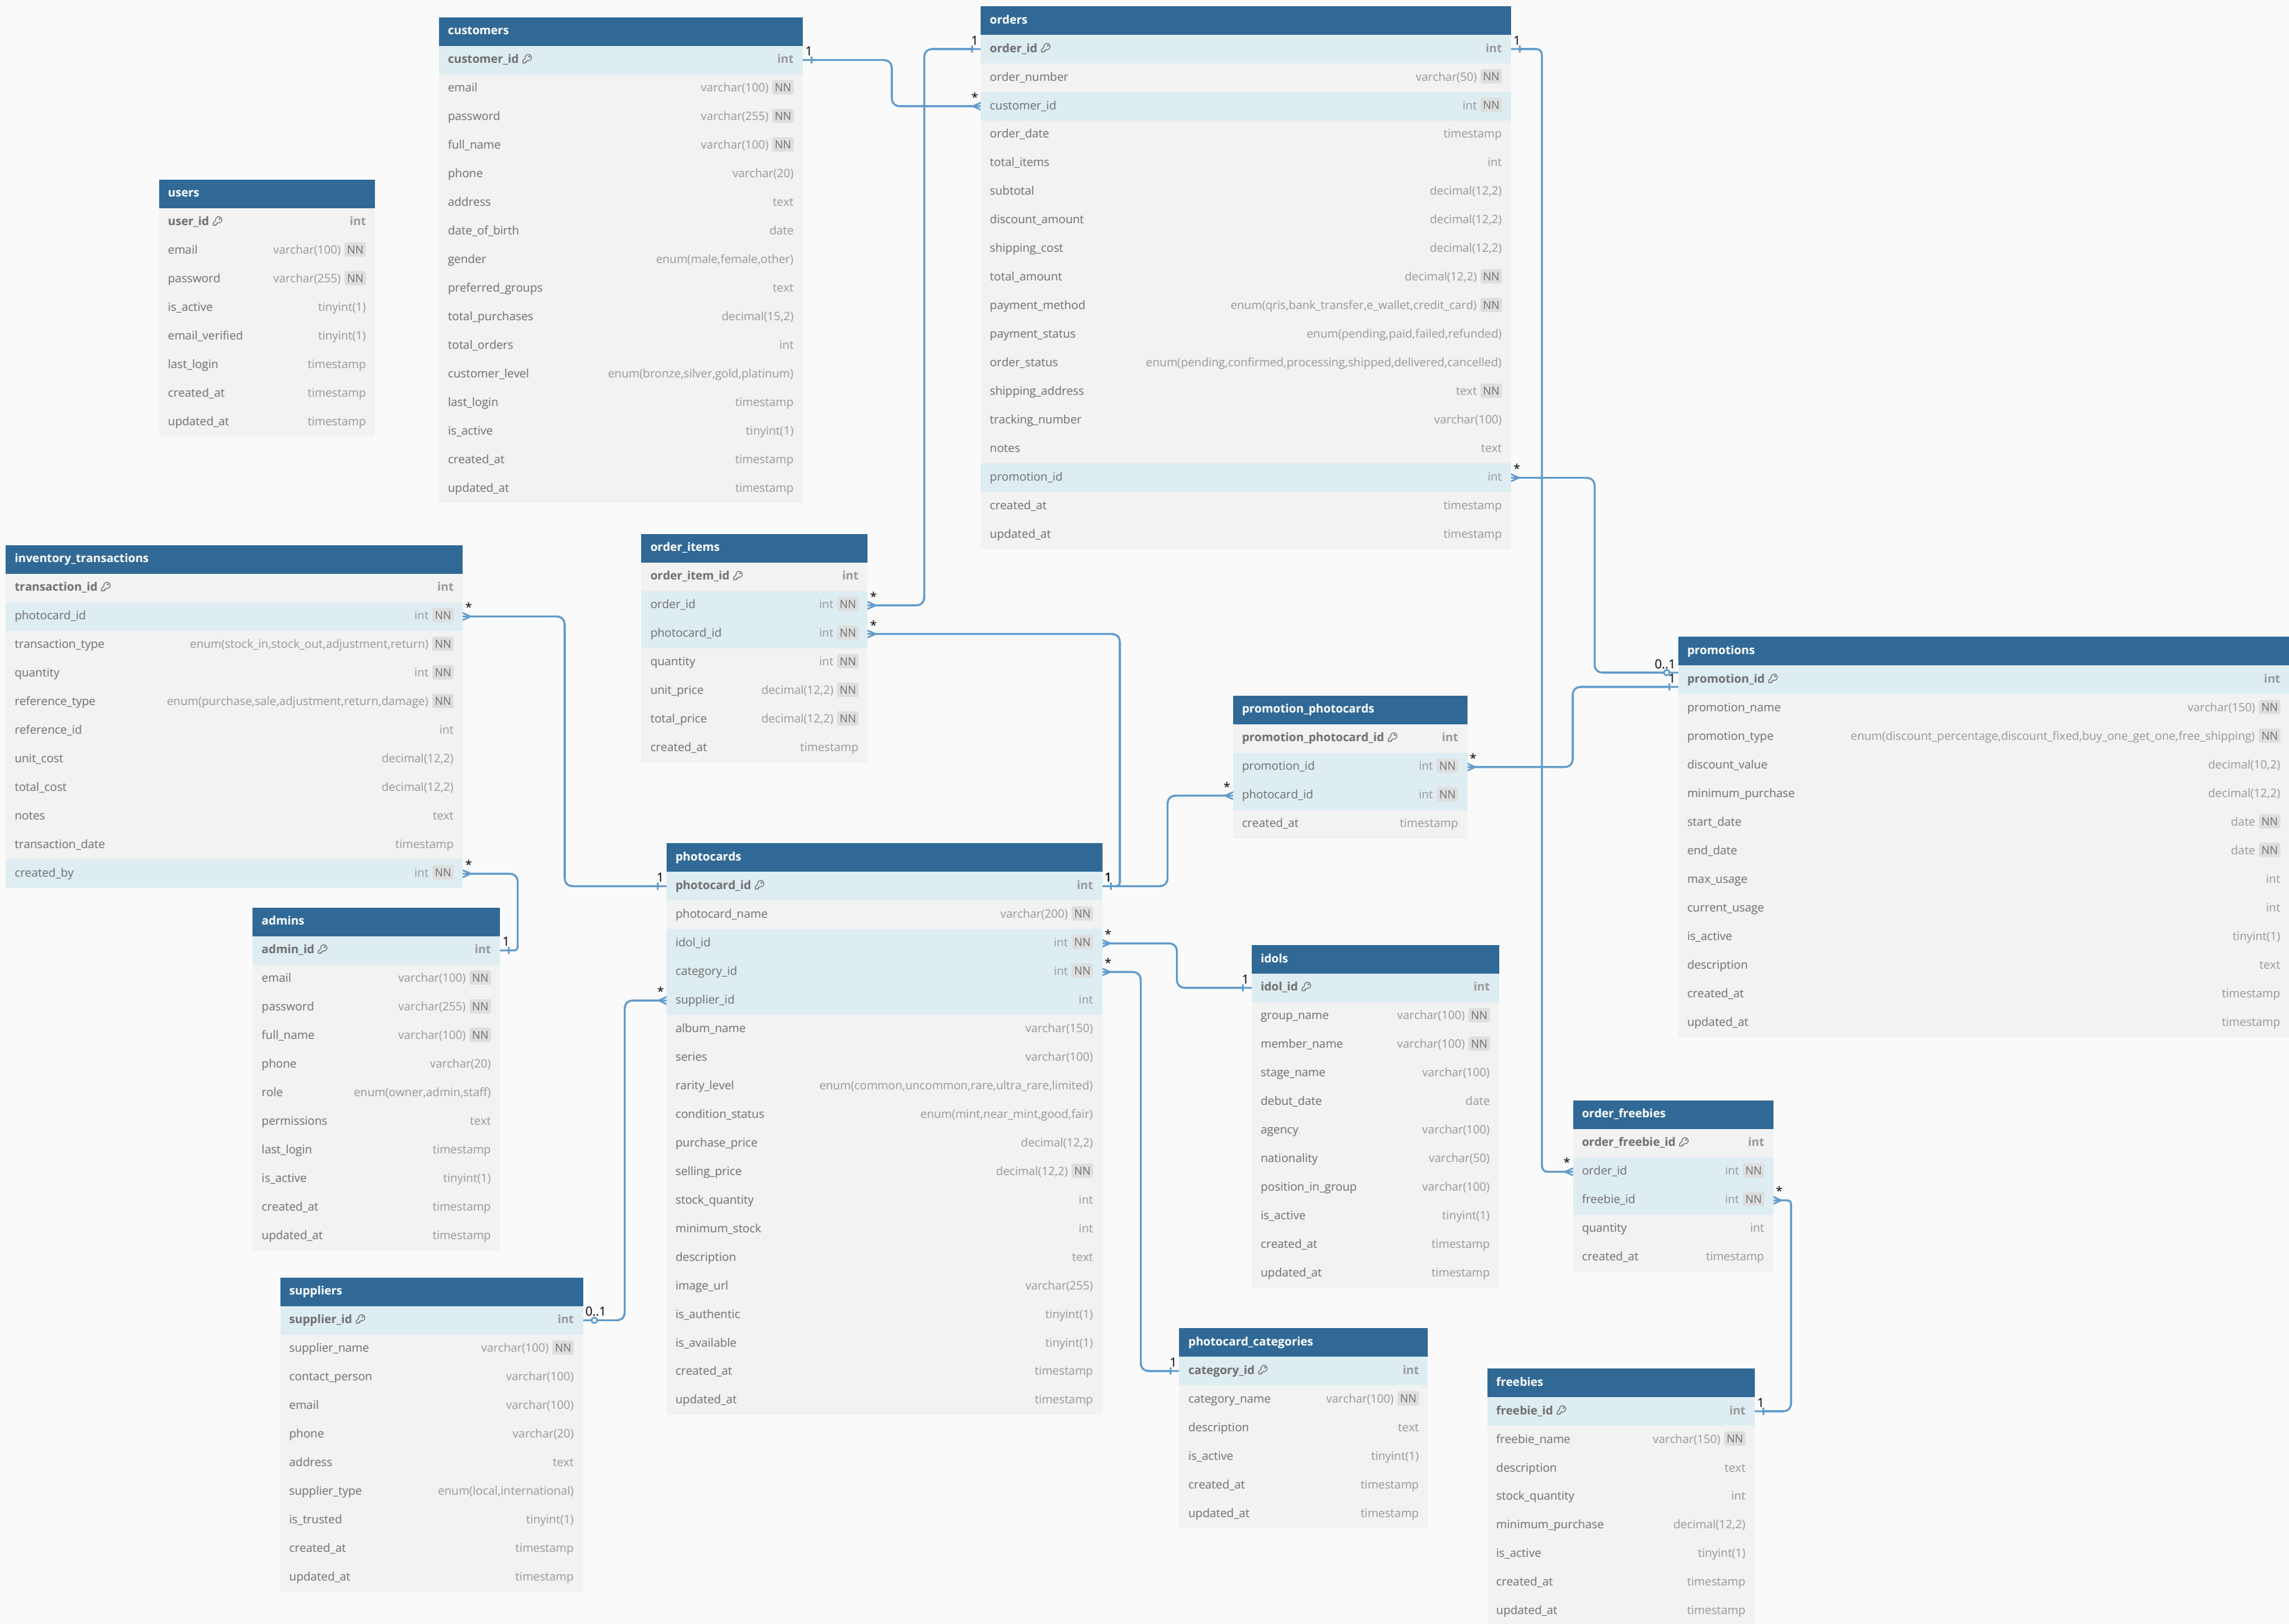 customers
customer_id int
email varchar(100) NN
password varchar(255) NN
full_name varchar(100) NN
phone varchar(20)
address text
date_of_birth date
gender enum(male,female,other)
preferred_groups text
total_purchases decimal(15,2)
total_orders int
customer_level enum(bronze,silver,gold,platinum)
last_login timestamp
is_active tinyint(1)
created_at timestamp
updated_at timestamp
1
*
orders
1
order_id int
1
order_number varchar(50) NN
customer_id int NN
order_date timestamp
total_items int
subtotal decimal(12,2)
discount_amount decimal(12,2)
shipping_cost decimal(12,2)
total_amount decimal(12,2) NN
payment_method enum(qris,bank_transfer,e_wallet,credit_card) NN
payment_status enum(pending,paid,failed,refunded)
order_status enum(pending,confirmed,processing,shipped,delivered,cancelled)
shipping_address text NN
tracking_number varchar(100)
notes text
promotion_id int
*
created_at timestamp
updated_at timestamp
users
user_id int
email varchar(100) NN
password varchar(255) NN
is_active tinyint(1)
email_verified tinyint(1)
last_login timestamp
created_at timestamp
updated_at timestamp
inventory_transactions
transaction_id int
photocard_id int NN
*
transaction_type enum(stock_in,stock_out,adjustment,return) NN
quantity int NN
reference_type enum(purchase,sale,adjustment,return,damage) NN
reference_id int
unit_cost decimal(12,2)
total_cost decimal(12,2)
notes text
transaction_date timestamp
created_by int NN
*
order_items
order_item_id int
order_id int NN
*
photocard_id int NN
*
quantity int NN
unit_price decimal(12,2) NN
total_price decimal(12,2) NN
created_at timestamp
promotions
0..1
1
promotion_id int
promotion_name varchar(150) NN
promotion_type enum(discount_percentage,discount_fixed,buy_one_get_one,free_shipping) NN
discount_value decimal(10,2)
minimum_purchase decimal(12,2)
start_date date NN
end_date date NN
max_usage int
current_usage int
is_active tinyint(1)
description text
created_at timestamp
updated_at timestamp
promotion_photocards
promotion_photocard_id int
promotion_id int NN
*
*
photocard_id int NN
created_at timestamp
photocards
1
photocard_id int
1
photocard_name varchar(200) NN
idol_id int NN
*
category_id int NN
*
*
supplier_id int
album_name varchar(150)
series varchar(100)
rarity_level enum(common,uncommon,rare,ultra_rare,limited)
condition_status enum(mint,near_mint,good,fair)
purchase_price decimal(12,2)
selling_price decimal(12,2) NN
stock_quantity int
minimum_stock int
description text
image_url varchar(255)
is_authentic tinyint(1)
is_available tinyint(1)
created_at timestamp
updated_at timestamp
admins
admin_id int
1
email varchar(100) NN
password varchar(255) NN
full_name varchar(100) NN
phone varchar(20)
role enum(owner,admin,staff)
permissions text
last_login timestamp
is_active tinyint(1)
created_at timestamp
updated_at timestamp
idols
1
idol_id int
group_name varchar(100) NN
member_name varchar(100) NN
stage_name varchar(100)
debut_date date
agency varchar(100)
nationality varchar(50)
position_in_group varchar(100)
is_active tinyint(1)
created_at timestamp
updated_at timestamp
order_freebies
order_freebie_id int
*
order_id int NN
freebie_id int NN
*
quantity int
created_at timestamp
suppliers
supplier_id int
0..1
supplier_name varchar(100) NN
contact_person varchar(100)
email varchar(100)
phone varchar(20)
address text
supplier_type enum(local,international)
is_trusted tinyint(1)
created_at timestamp
updated_at timestamp
photocard_categories
1
category_id int
category_name varchar(100) NN
description text
is_active tinyint(1)
created_at timestamp
updated_at timestamp
freebies
freebie_id int
1
freebie_name varchar(150) NN
description text
stock_quantity int
minimum_purchase decimal(12,2)
is_active tinyint(1)
created_at timestamp
updated_at timestamp